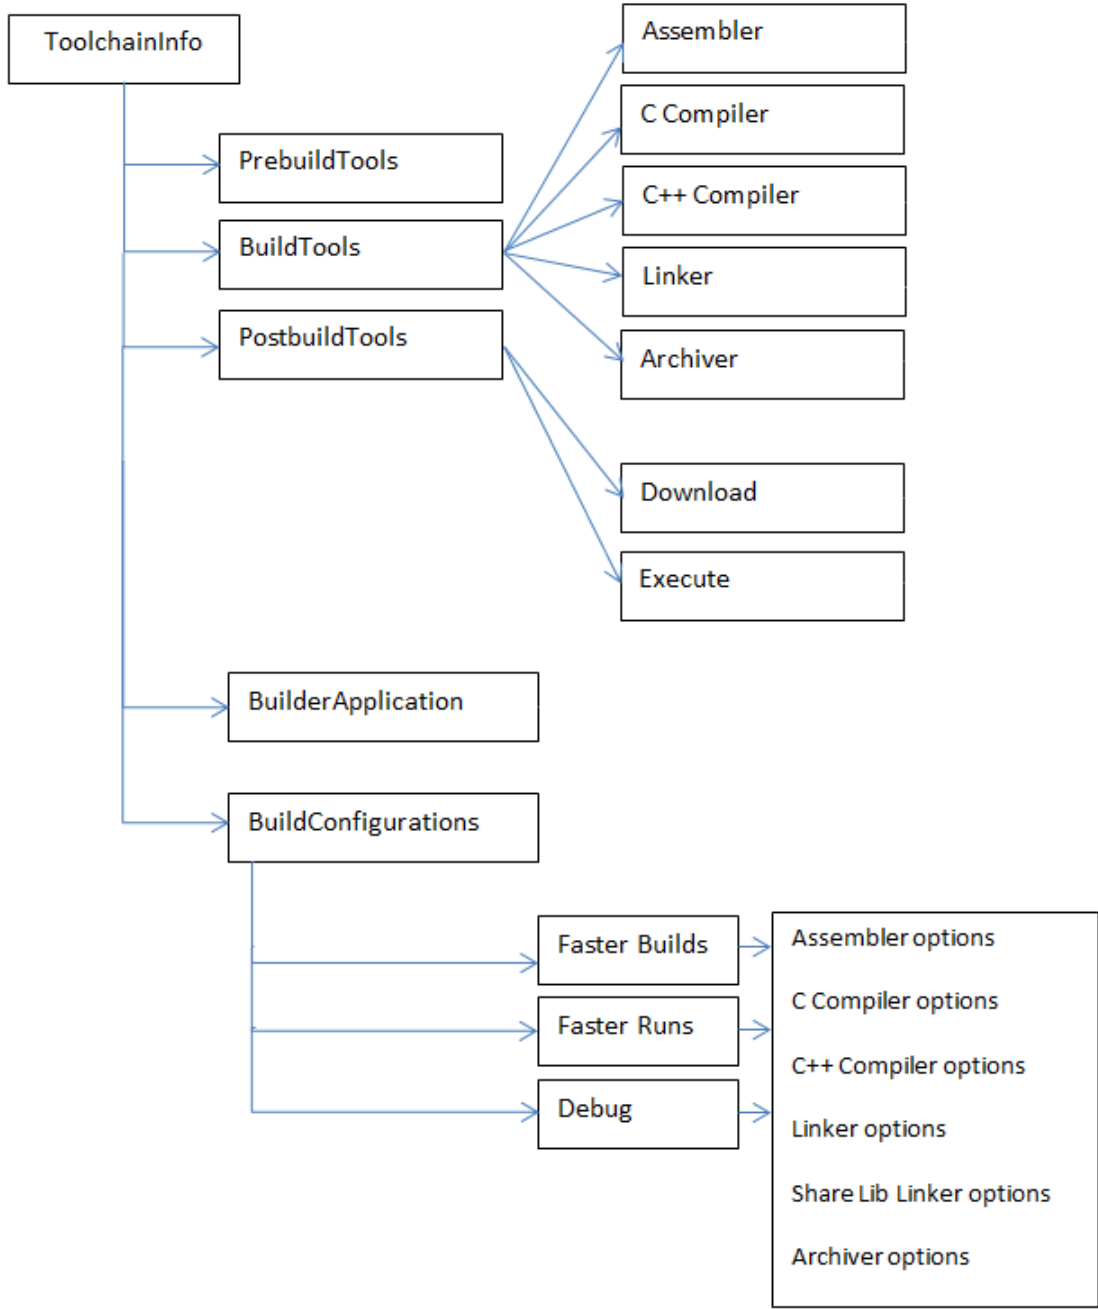 ToolchainInfo
PrebuildTools
BuildTools
PostbuildTools
Assembler
C Compiler
C++ Compiler
Linker
Archiver
Download
Execute
BuilderApplication
BuildConfigurations
Faster Builds
Faster Runs
Debug
Assembler options
C Compiler options
C++ Compiler options
Linker options
Share Lib Linker options
Archiver options